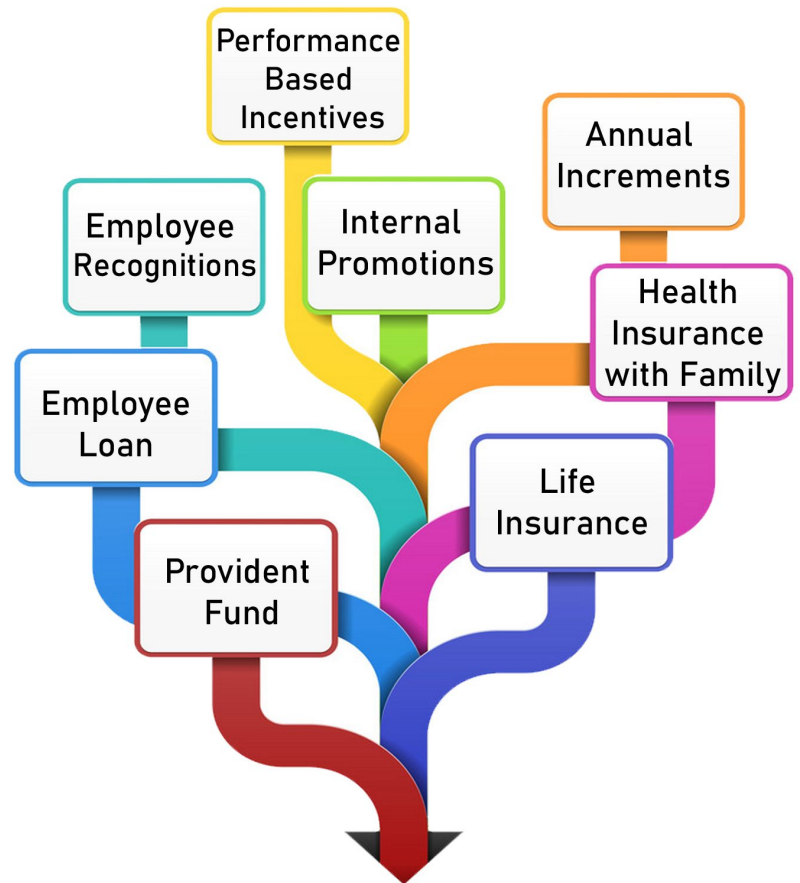 Performance
Based
Incentives
Annual
Increments
Employee
Recognitions
Internal
Promotions
Health
Insurance
with Family
Employee
Loan
Life
Insurance
Provident
Fund